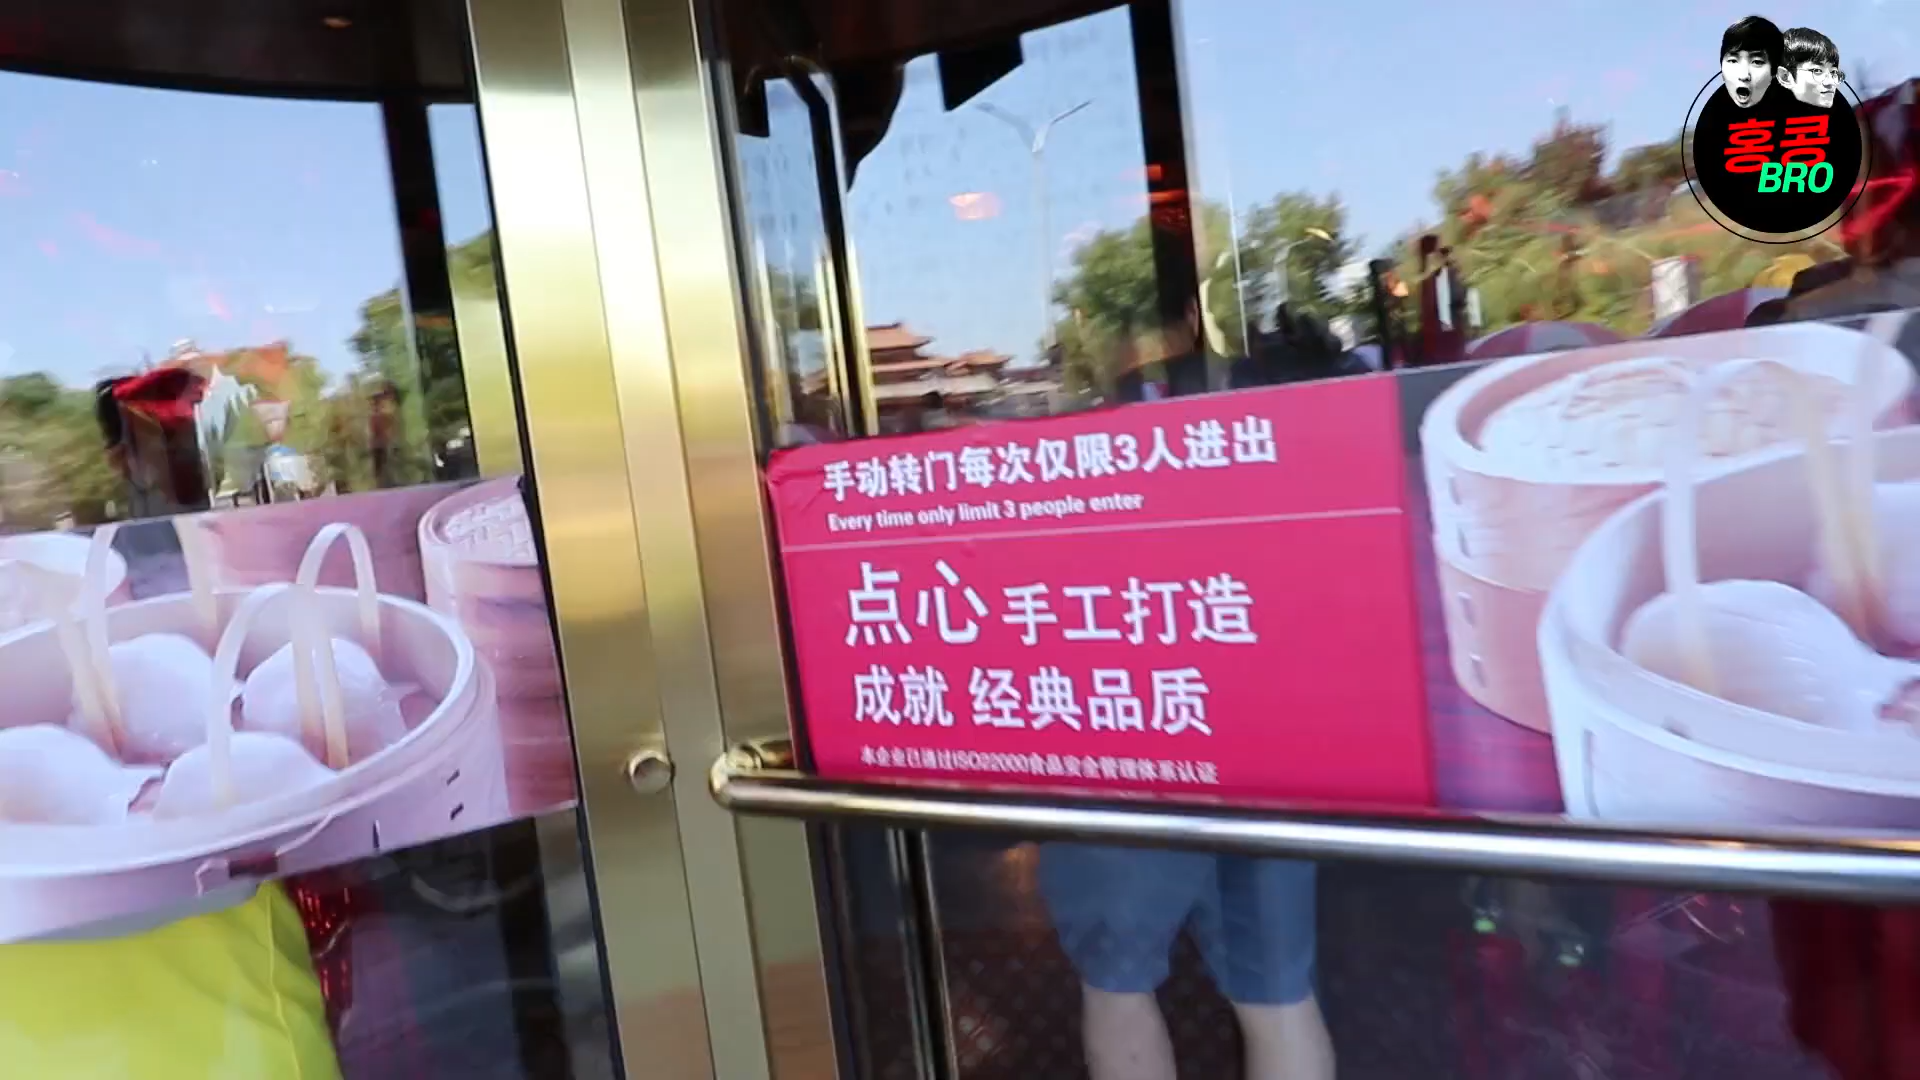 홍콩
BRO
手动转门每次仅限3人进出
Every time only limit 3 people enter
点心 手工打造
成就 经典品质
本企业已通过ISO22000食品安全管理体系认证